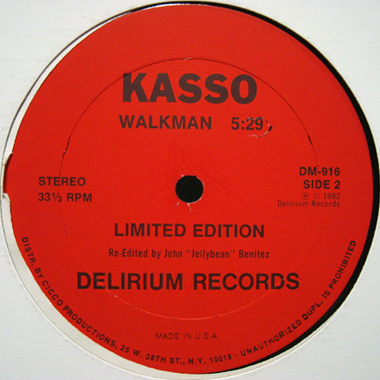 KASSO
WALKMAN 5:29
STEREO
33⅓ RPM
DM-916
SIDE 2
℗ © 1982
Delirium Records
LIMITED EDITION
Re-Edited by John "Jellybean" Benitez
DELIRIUM RECORDS
MADE IN U.S.A.
DISTR. BY CICCO PRODUCTIONS, 25 W. 38TH ST., N.Y. 10018 · UNAUTHORIZED DUPL. IS PROHIBITED